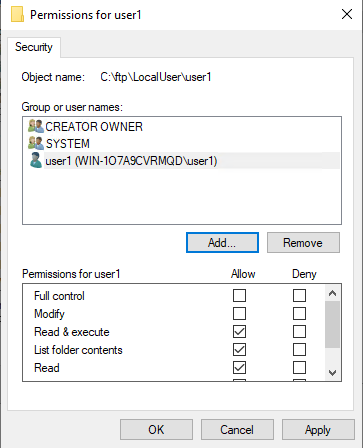 Permissions for user1
Security
Object name: C:\ftp\LocalUser\user1
Group or user names:
CREATOR OWNER
SYSTEM
user1 (WIN-1O7A9CVRMQD\user1)
Add... Remove
Permissions for user1 Allow Deny
Full control
Modify
Read & execute
List folder contents
Read
OK Cancel Apply